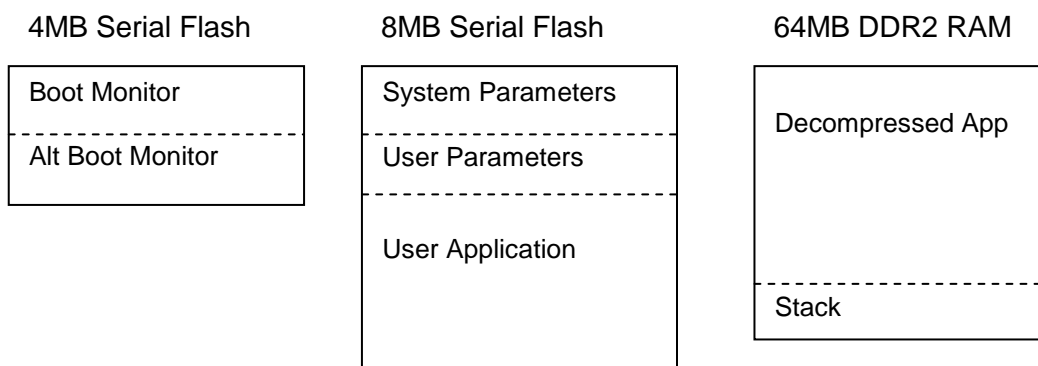 4MB Serial Flash
8MB Serial Flash
64MB DDR2 RAM
Boot Monitor
Alt Boot Monitor
System Parameters
User Parameters
User Application
Decompressed App
Stack